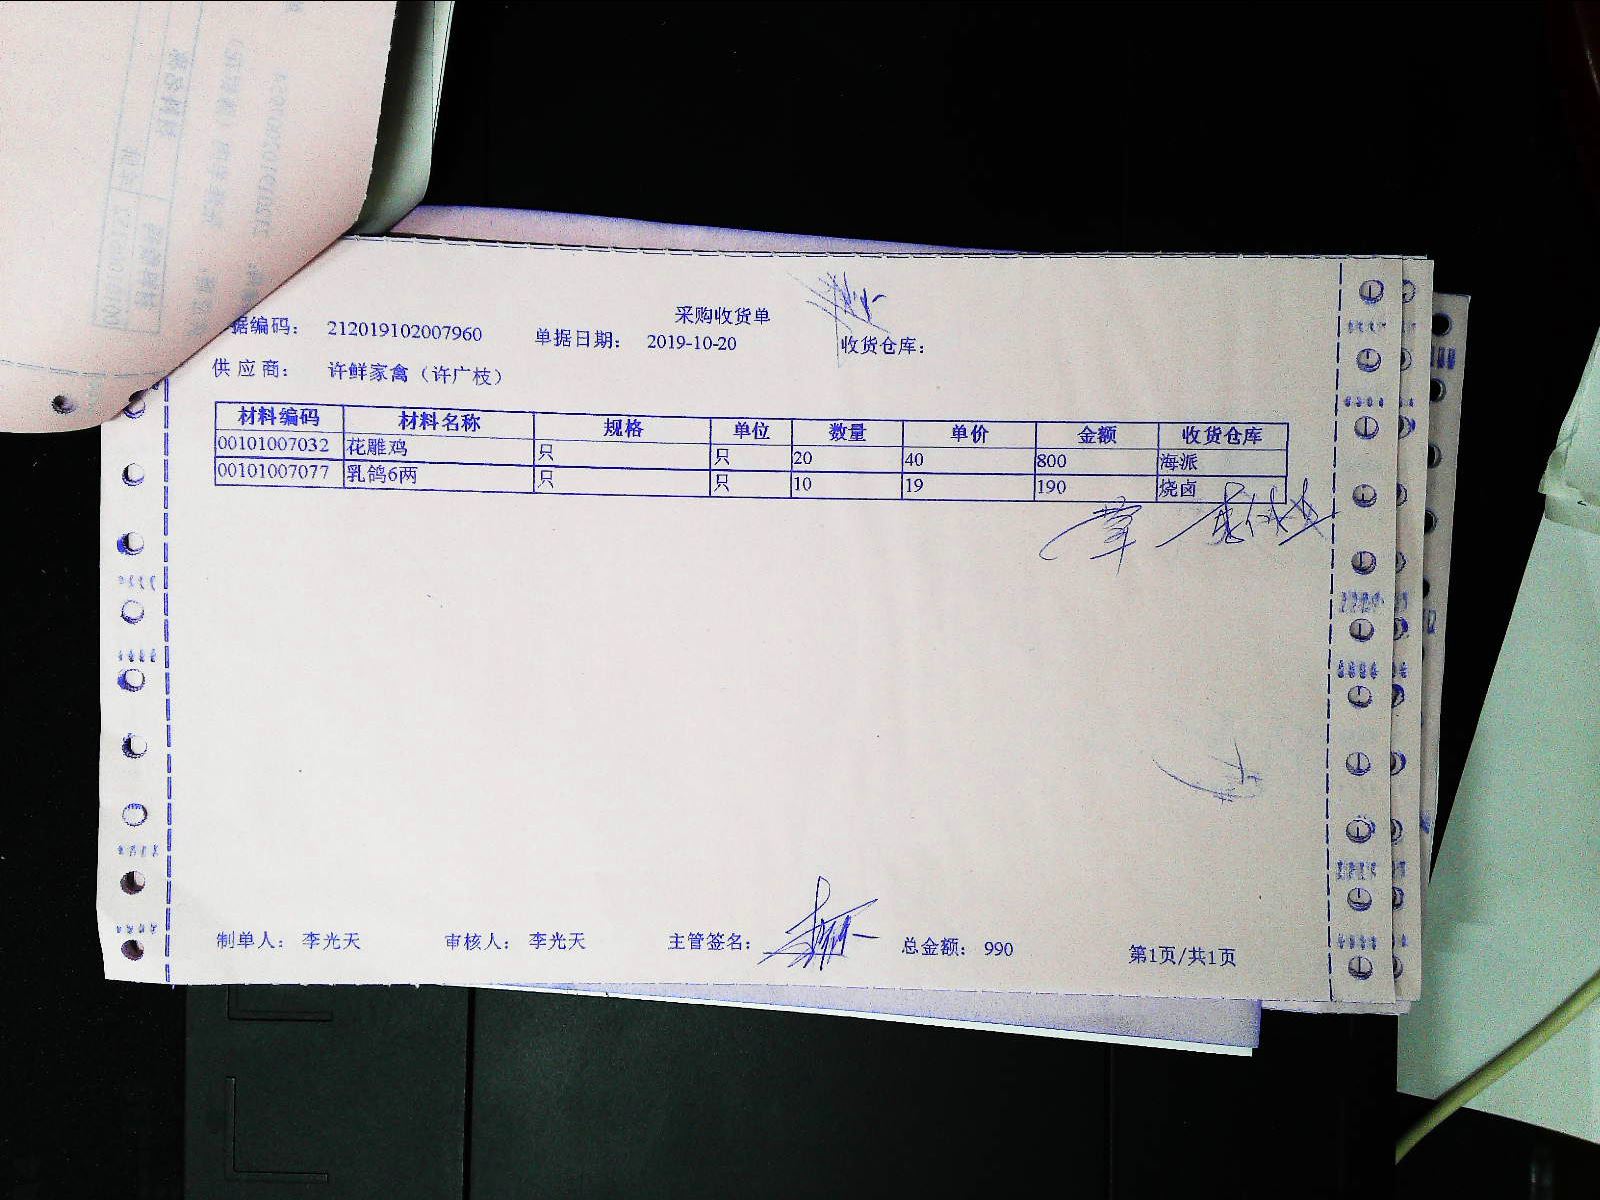 采购收货单
据编码： 212019102007960 单据日期： 2019-10-20 收货仓库：
供应商： 许鲜家禽（许广枝）
材料编码 材料名称 规格 单位 数量 单价 金额 收货仓库
00101007032 花雕鸡 只 只 20 40 800 海派
00101007077 乳鸽6两 只 只 10 19 190 烧卤
制单人： 李光天 审核人： 李光天 主管签名： 总金额： 990 第1页/共1页